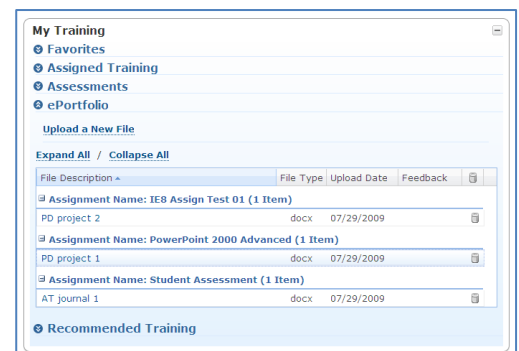 My Training
Favorites
Assigned Training
Assessments
ePortfolio
Upload a New File
Expand All / Collapse All
File Description File Type Upload Date Feedback
Assignment Name: IE8 Assign Test 01 (1 Item)
PD project 2 docx 07/29/2009
Assignment Name: PowerPoint 2000 Advanced (1 Item)
PD project 1 docx 07/29/2009
Assignment Name: Student Assessment (1 Item)
AT journal 1 docx 07/29/2009
Recommended Training